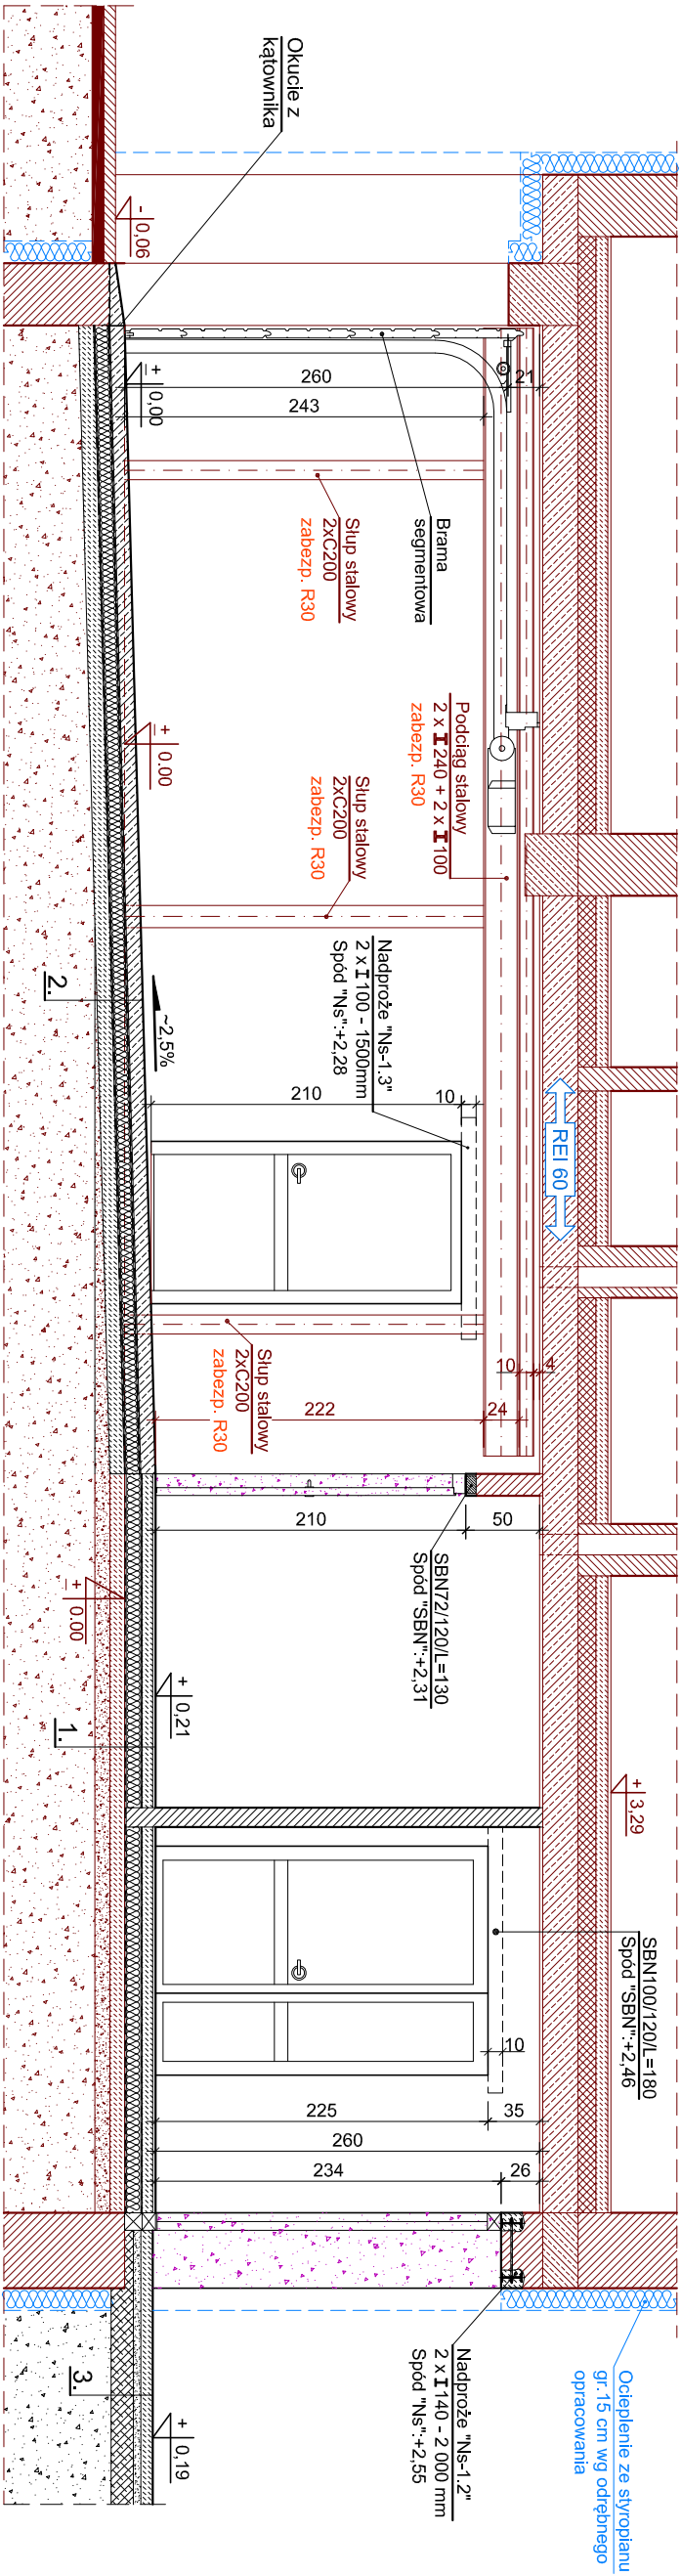 Okucie z
kątownika
-
0,06
+
0,00
260
21
243
Brama
segmentowa
Słup stalowy
2xC200
zabezp. R30
Podciąg stalowy
2 x I 240 + 2 x I 100
zabezp. R30
+
0.00
Słup stalowy
2xC200
zabezp. R30
Nadproże "Ns-1.3"
2 x I 100 - 1500mm
Spód "Ns":+2,28
2.
~2,5%
210
10
REI 60
Słup stalowy
2xC200
zabezp. R30
10
4
222
24
210
50
SBN72/120/L=130
Spód "SBN":+2,31
+
0.00
+
0,21
1.
+
3,29
SBN100/120/L=180
Spód "SBN":+2,46
10
225
35
260
234
26
Nadproże "Ns-1.2"
2 x I 140 - 2 000 mm
Spód "Ns":+2,55
Ocieplenie ze styropianu
gr.15 cm wg odrębnego
opracowania
3.
+
0,19